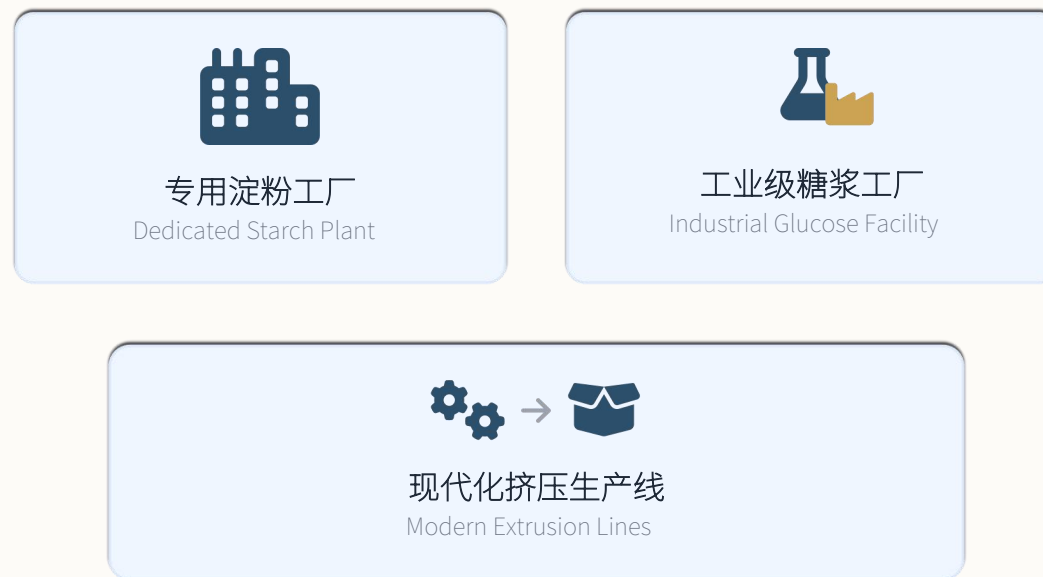 专用淀粉工厂
Dedicated Starch Plant
工业级糖浆工厂
Industrial Glucose Facility
现代化挤压生产线
Modern Extrusion Lines